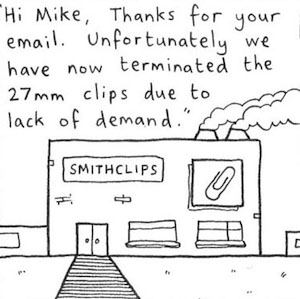 "Hi Mike, Thanks for your
email. Unfortunately we
have now terminated the
27mm clips due to
lack of demand."
SMITHCLIPS